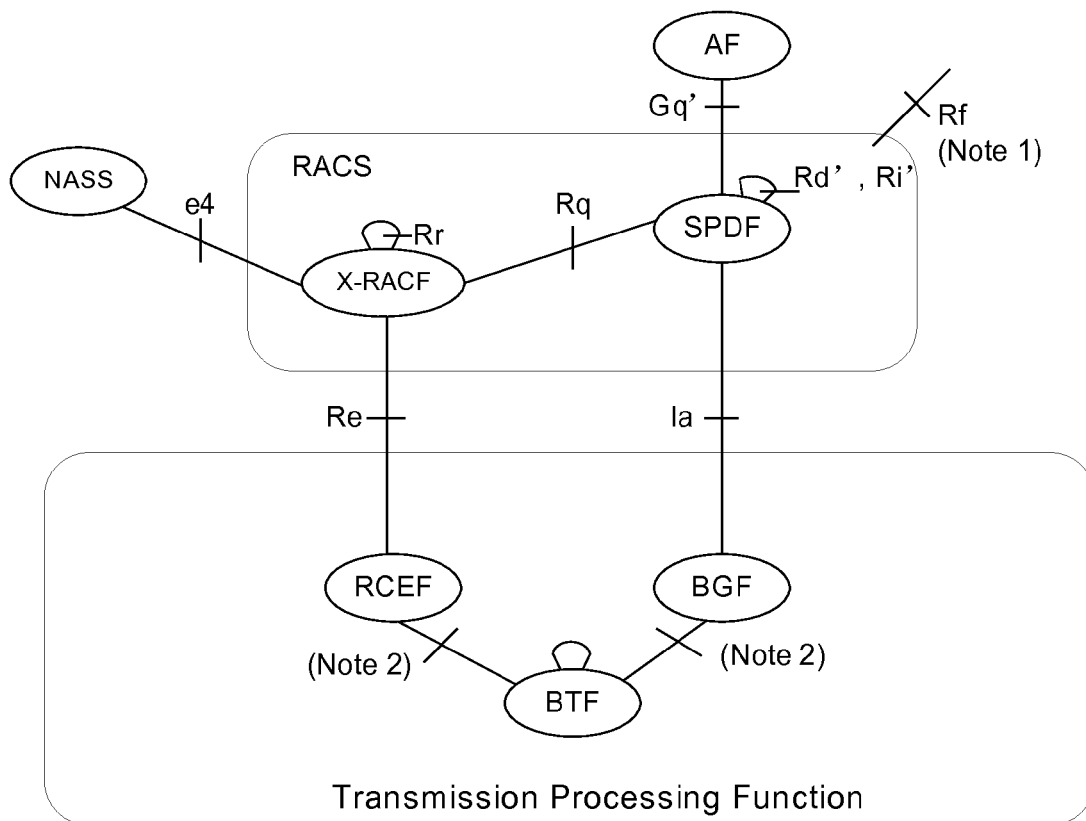 AF
Gq’
Rf
(Note 1)
RACS
NASS
Rd’ , Ri’
e4
Rq
SPDF
Rr
X-RACF
Re
Ia
RCEF
BGF
(Note 2)
(Note 2)
BTF
Transmission Processing Function